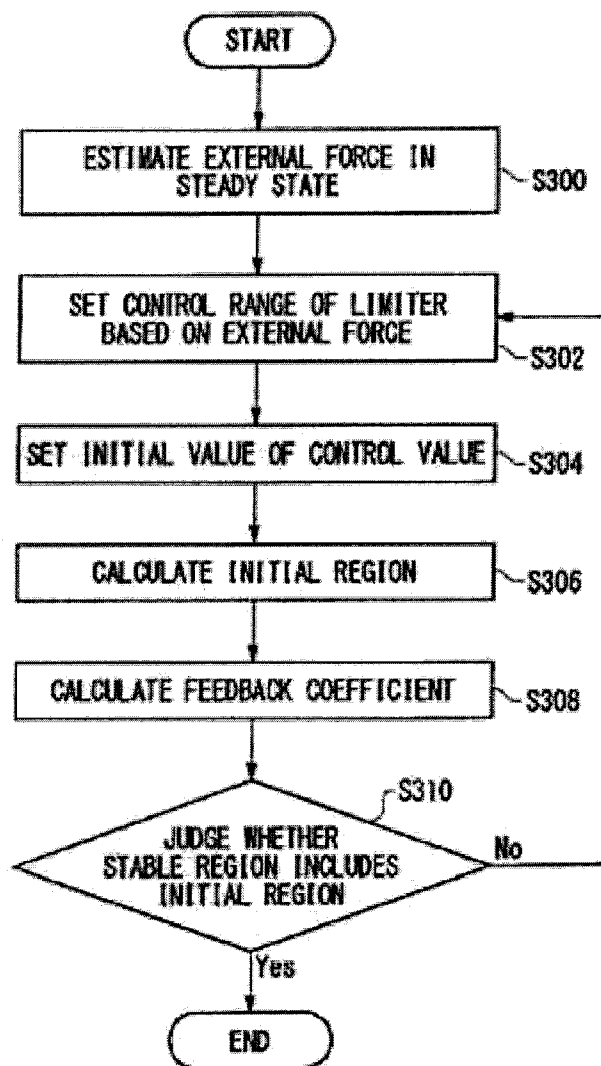 START
ESTIMATE EXTERNAL FORCE IN
STEADY STATE
S300
SET CONTROL RANGE OF LIMITER
BASED ON EXTERNAL FORCE
S302
SET INITIAL VALUE OF CONTROL VALUE
S304
CALCULATE INITIAL REGION
S306
CALCULATE FEEDBACK COEFFICIENT
S308
S310
JUDGE WHETHER
STABLE REGION INCLUDES
INITIAL REGION
No
Yes
END